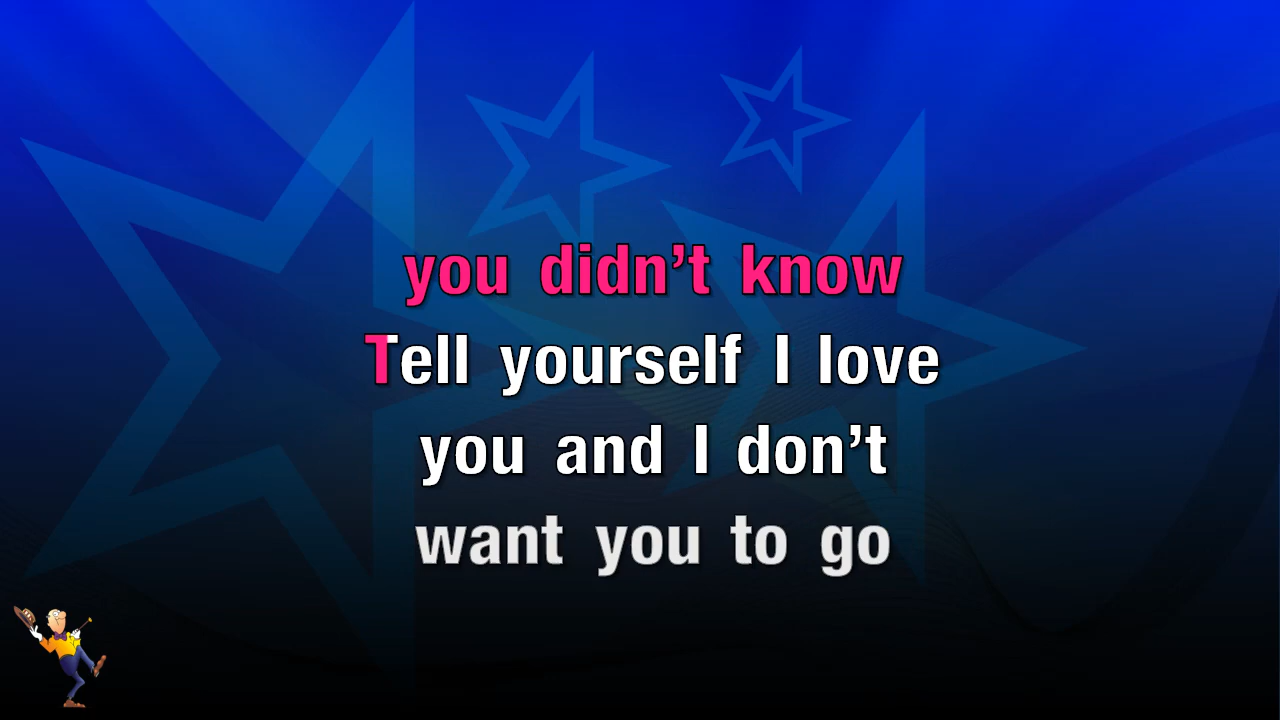 you didn’t know
Tell yourself I love
you and I don’t
want you to go